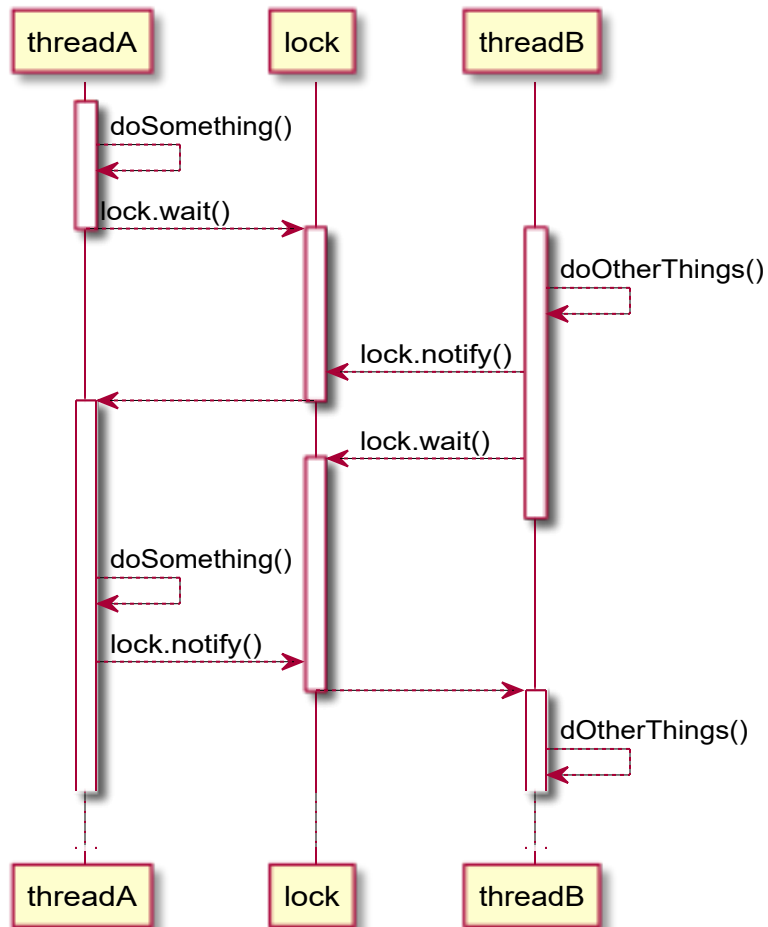 threadA lock threadB
doSomething()
lock.wait()
doOtherThings()
lock.notify()
lock.wait()
doSomething()
lock.notify()
dOtherThings()
threadA lock threadB